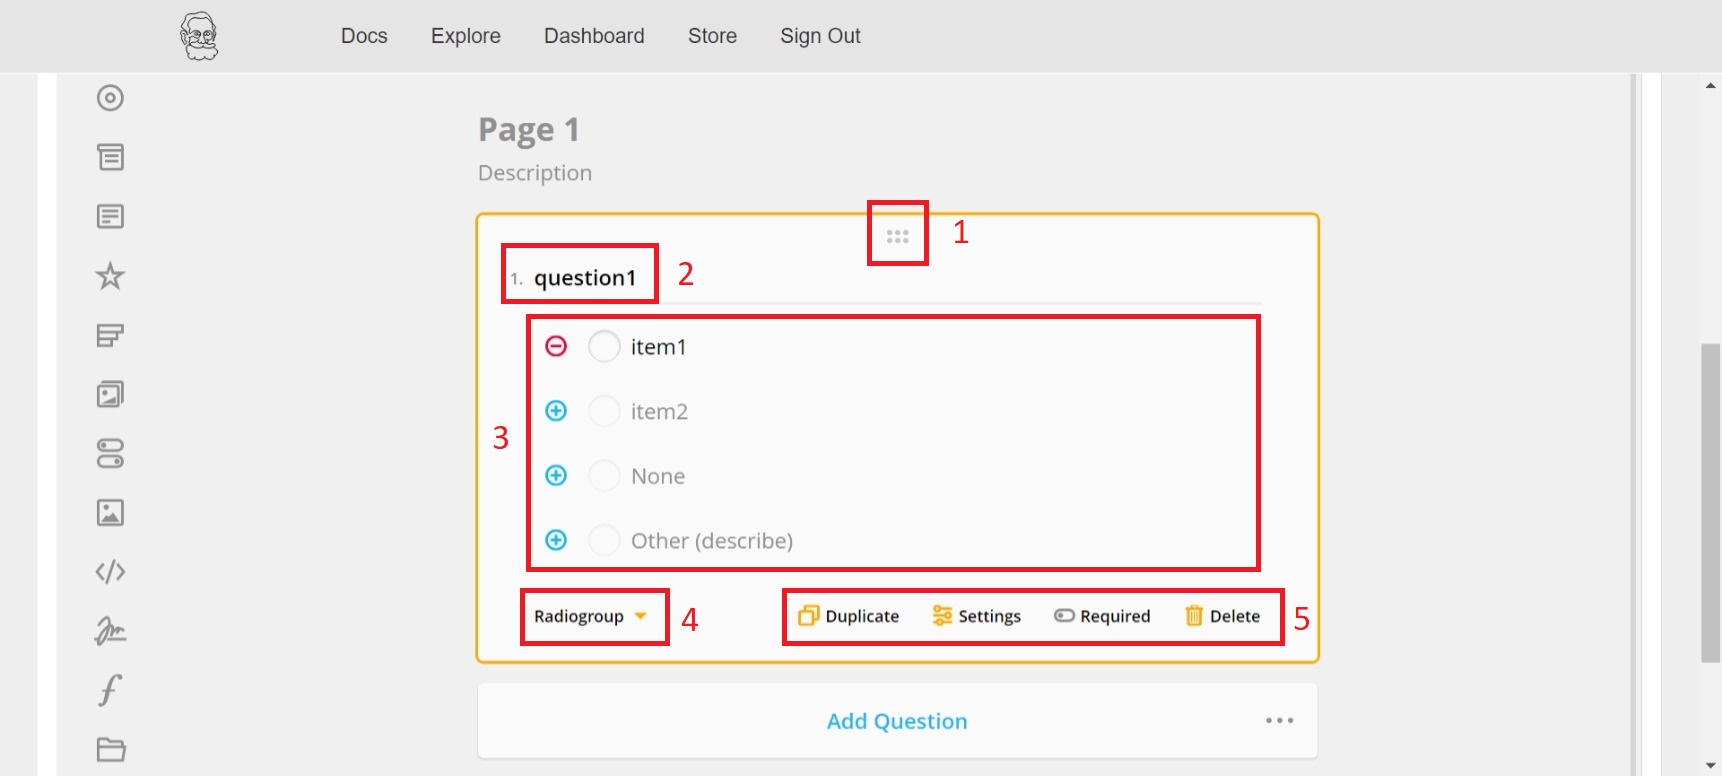 Docs Explore Dashboard Store Sign Out
Page 1
Description
1
1. question1 2
item1
item2
3
None
Other (describe)
Radiogroup 4 Duplicate Settings Required Delete 5
Add Question